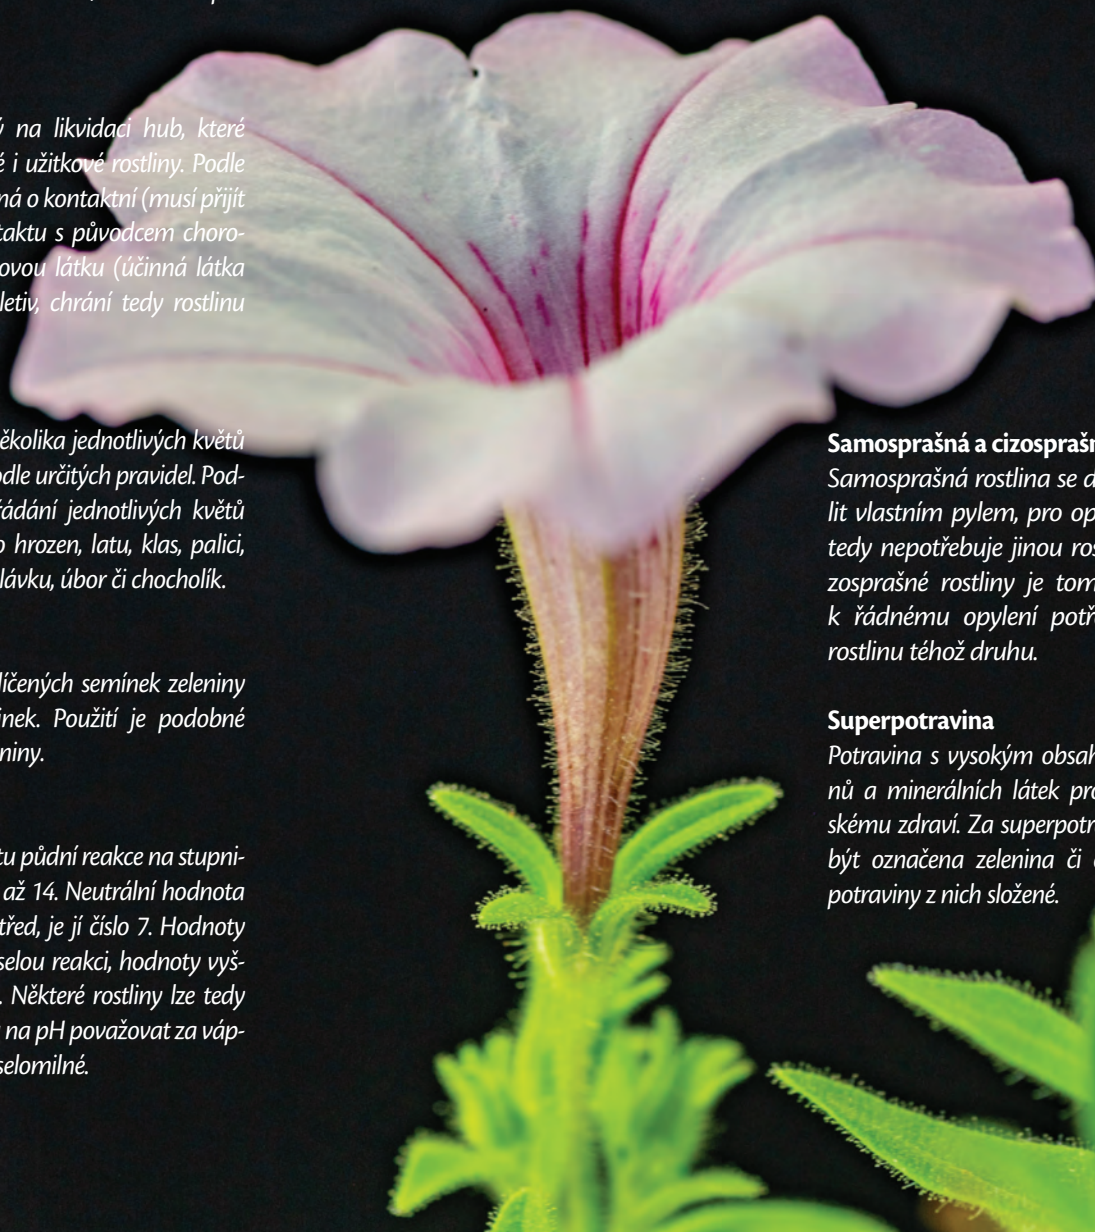 ý na likvidaci hub, které
é i užitkové rostliny. Podle
ná o kontaktní (musí přijít
taktu s původcem choro-
ovou látku (účinná látka
letiv, chrání tedy rostlinu
ěkolika jednotlivých květů
odle určitých pravidel. Pod-
řádání jednotlivých květů
o hrozen, latu, klas, palici,
lávku, úbor či chocholík.
líčených semínek zeleniny
ínek. Použití je podobné
niny.
tu půdní reakce na stupni-
až 14. Neutrální hodnota
třed, je jí číslo 7. Hodnoty
selou reakci, hodnoty vyš-
. Některé rostliny lze tedy
na pH považovat za váp-
selomilné.
Samosprašná a cizosprašn
Samosprašná rostlina se d
lit vlastním pylem, pro op
tedy nepotřebuje jinou ros
zosprašné rostliny je tom
k řádnému opylení potř
rostlinu téhož druhu.
Superpotravina
Potravina s vysokým obsah
nů a minerálních látek pro
skému zdraví. Za superpotr
být označena zelenina či
potraviny z nich složené.